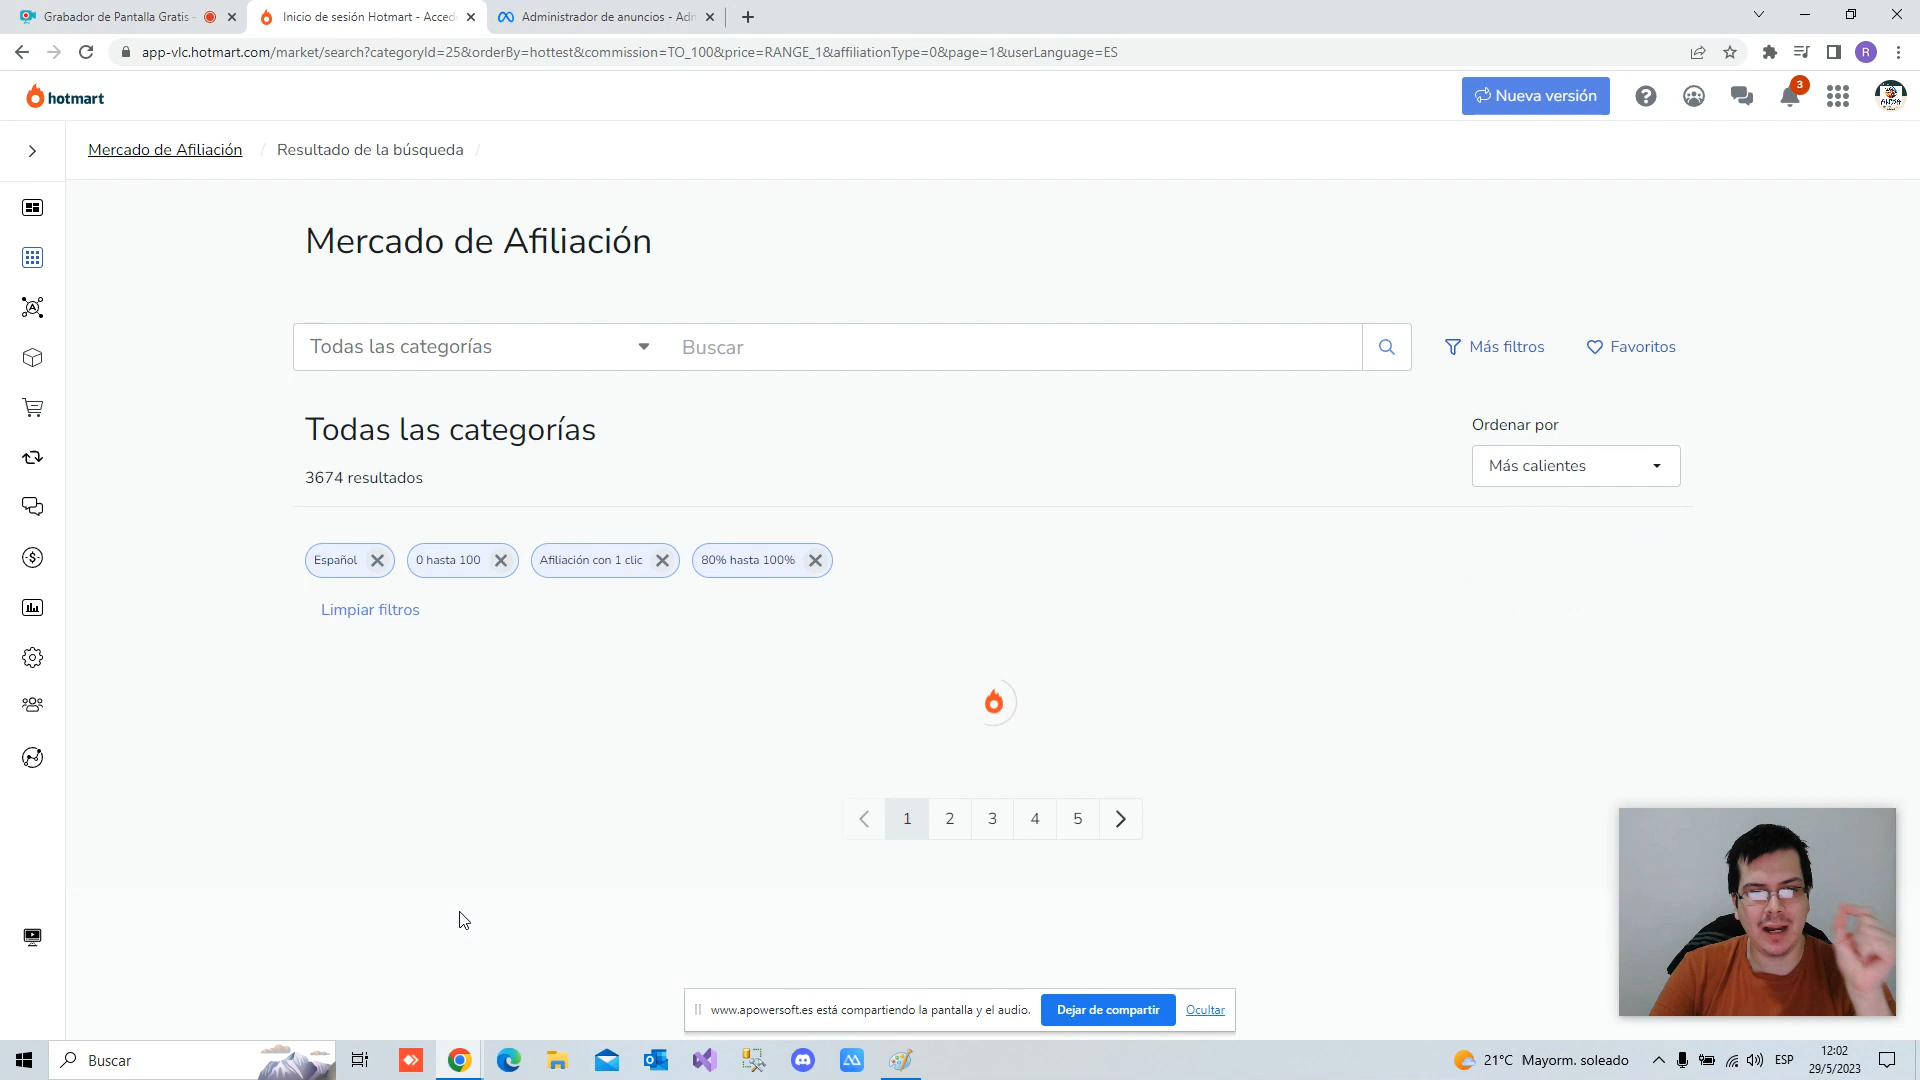 Grabador de Pantalla Gratis -
Inicio de sesión Hotmart - Acced
Administrador de anuncios - Adm
app-vlc.hotmart.com/market/search?categoryId=25&orderBy=hottest&commission=TO_100&price=RANGE_1&affiliationType=0&page=1&userLanguage=ES
R
hotmart
Nueva versión
3
Mercado de Afiliación / Resultado de la búsqueda /
Mercado de Afiliación
Todas las categorías
Buscar
Más filtros
Favoritos
Todas las categorías
Ordenar por
Más calientes
3674 resultados
Español
0 hasta 100
Afiliación con 1 clic
80% hasta 100%
Limpiar filtros
1 2 3 4 5
www.apowersoft.es está compartiendo la pantalla y el audio.
Dejar de compartir
Ocultar
Buscar
21°C Mayorm. soleado
ESP
12:02
29/5/2023